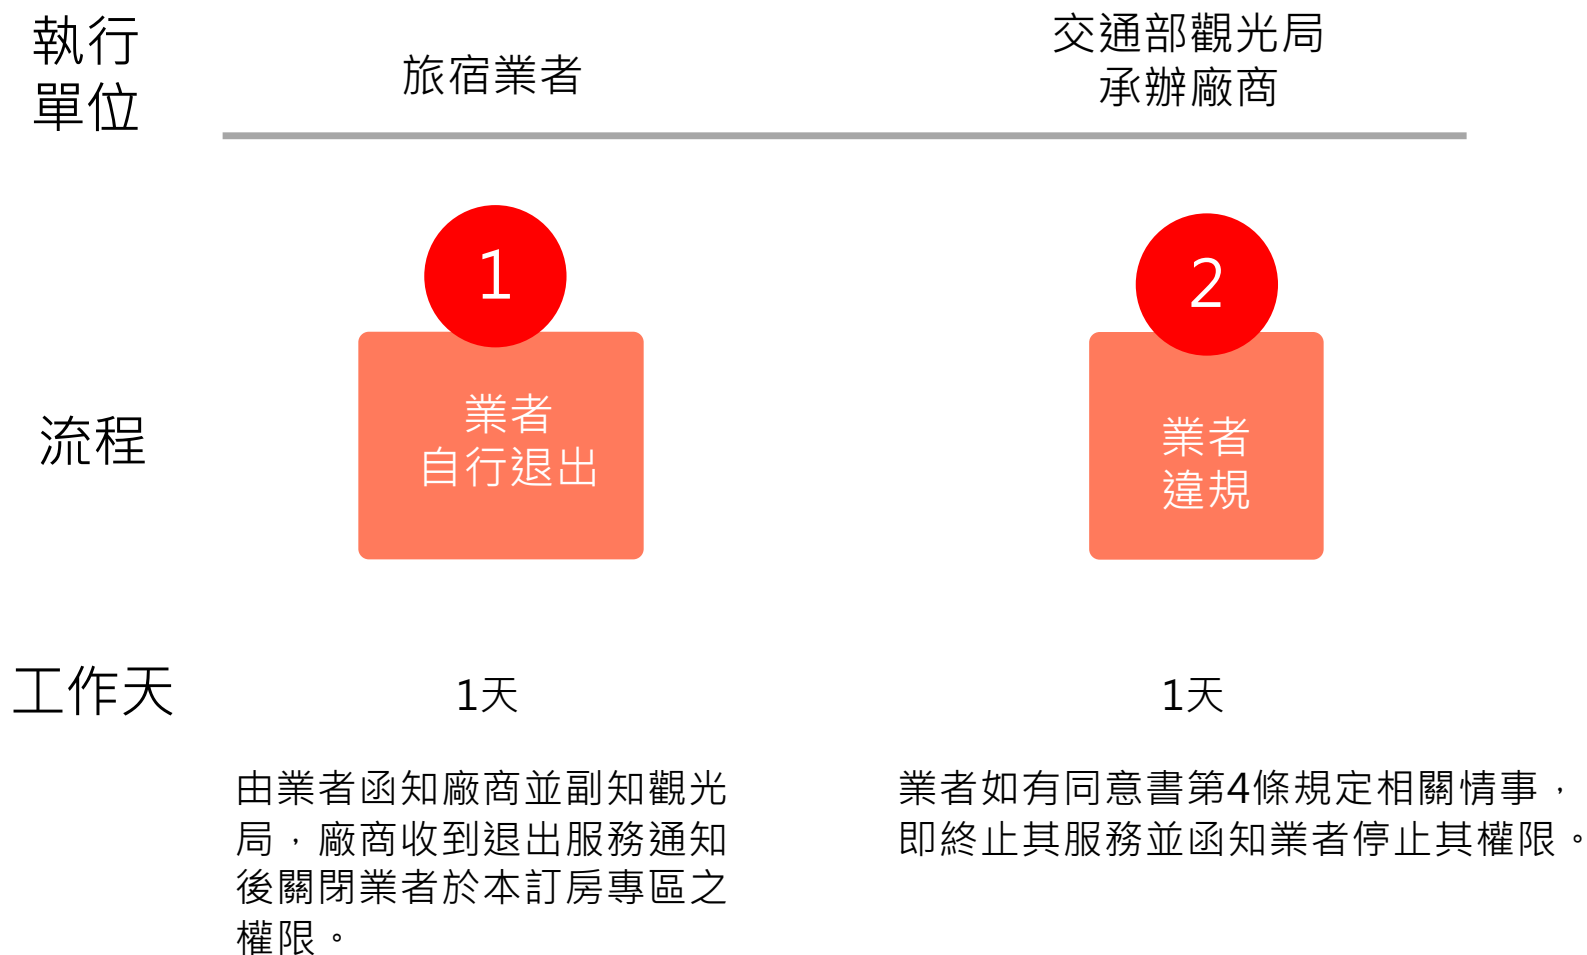 執行
單位
旅宿業者
交通部觀光局
承辦廠商
1
2
流程
業者
自行退出
業者
違規
工作天
1天
1天
由業者函知廠商並副知觀光
局，廠商收到退出服務通知
後關閉業者於本訂房專區之
權限。
業者如有同意書第4條規定相關情事，
即終止其服務並函知業者停止其權限。